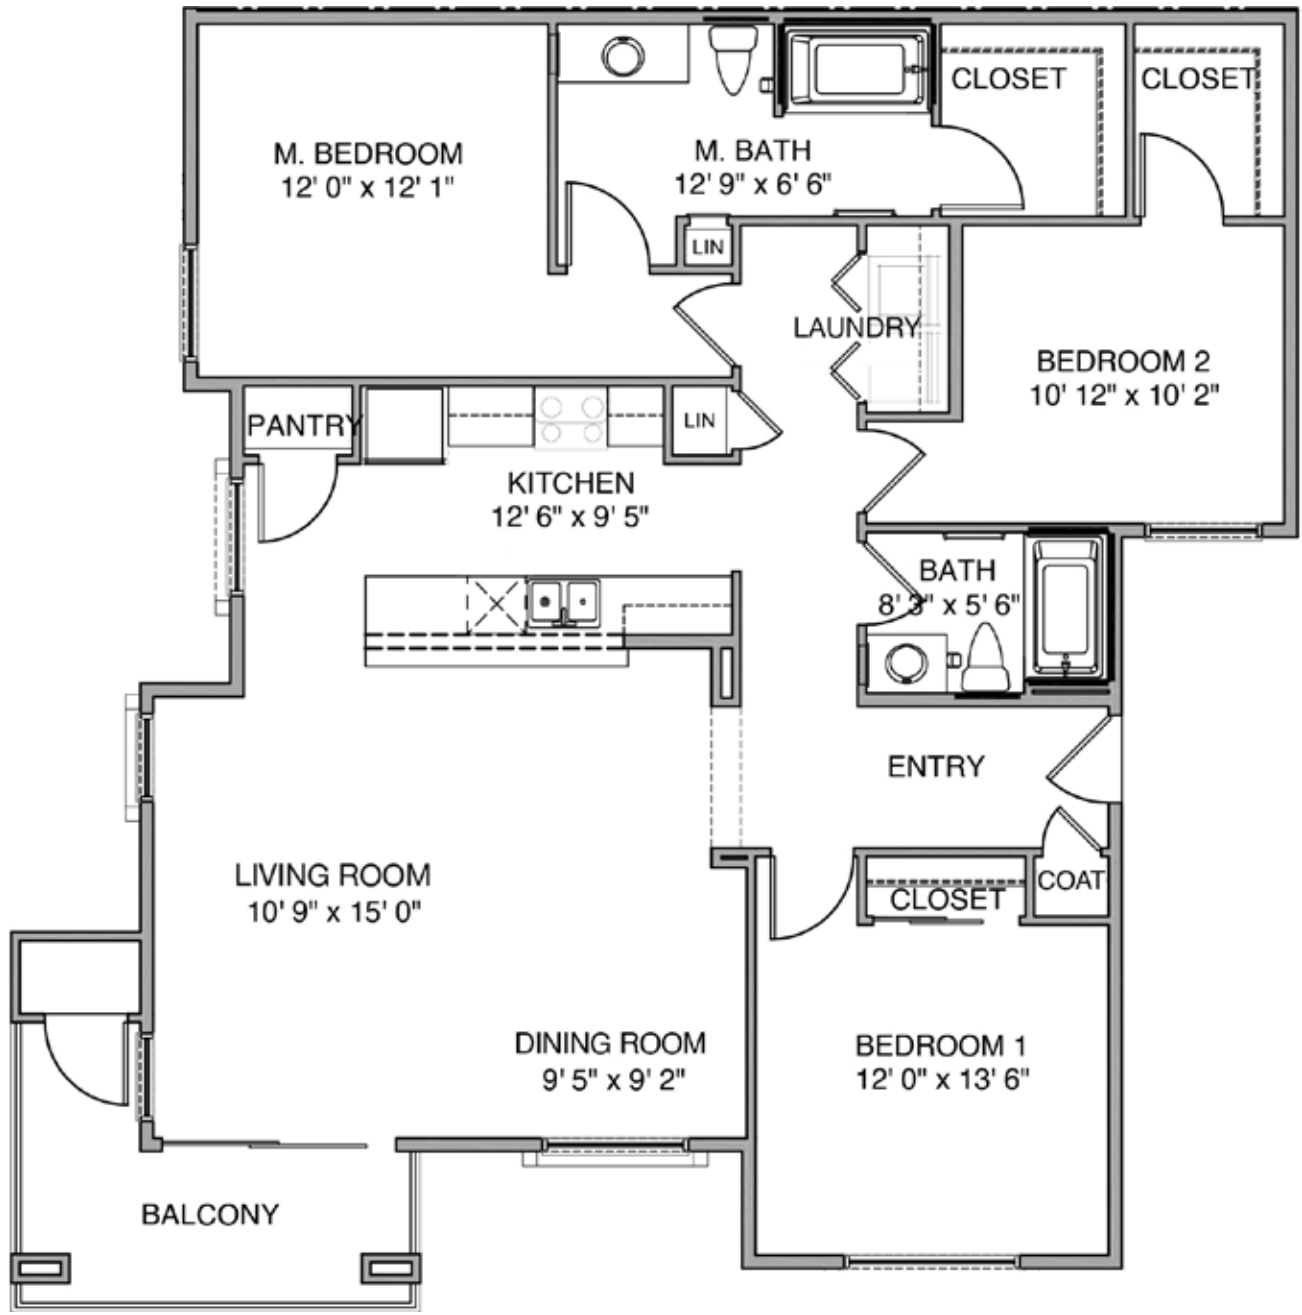 CLOSET
CLOSET
M. BEDROOM
12' 0" x 12' 1"
M. BATH
12' 9" x 6' 6"
LIN
LAUNDRY
BEDROOM 2
10' 12" x 10' 2"
PANTRY
LIN
KITCHEN
12' 6" x 9' 5"
BATH
8' 3" x 5' 6"
ENTRY
LIVING ROOM
10' 9" x 15' 0"
CLOSET
COAT
DINING ROOM
9' 5" x 9' 2"
BEDROOM 1
12' 0" x 13' 6"
BALCONY